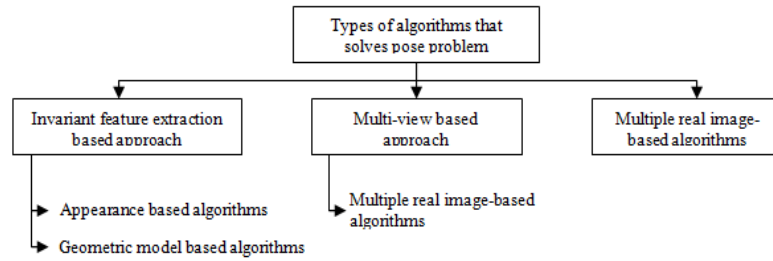 Types of algorithms that
solves pose problem
Invariant feature extraction
based approach
Multi-view based
approach
Multiple real image-
based algorithms
Appearance based algorithms
Geometric model based algorithms
Multiple real image-based
algorithms